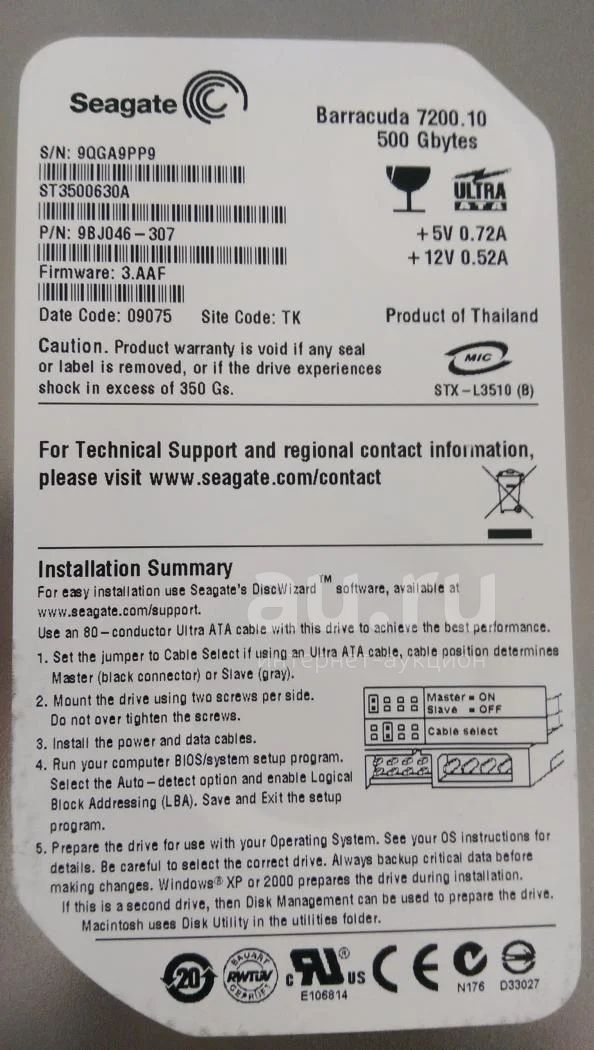 Seagate
Barracuda 7200.10
500 Gbytes
S/N: 9QGA9PP9
ST3500630A
ULTRA
ATA
P/N: 9BJ046-307
+5V 0.72A
+12V 0.52A
Firmware: 3.AAF
Date Code: 09075 Site Code: TK Product of Thailand
Caution. Product warranty is void if any seal
or label is removed, or if the drive experiences
shock in excess of 350 Gs.
MIC
STX-L3510 (B)
For Technical Support and regional contact information,
please visit www.seagate.com/contact
Installation Summary
For easy installation use Seagate's DiscWizard™ software, available at
www.seagate.com/support.
Use an 80-conductor Ultra ATA cable with this drive to achieve the best performance.
1. Set the jumper to Cable Select if using an Ultra ATA cable, cable position determines
Master (black connector) or Slave (gray).
2. Mount the drive using two screws per side.
Do not over tighten the screws.
3. Install the power and data cables.
4. Run your computer BIOS/system setup program.
Select the Auto-detect option and enable Logical
Block Addressing (LBA). Save and Exit the setup
program.
Master = ON
Slave = OFF
Cable select
5. Prepare the drive for use with your Operating System. See your OS instructions for
details. Be careful to select the correct drive. Always backup critical data before
making changes. Windows® XP or 2000 prepares the drive during installation.
If this is a second drive, then Disk Management can be used to prepare the drive.
Macintosh uses Disk Utility in the utilities folder.
20
BAUART
RWTÜV
GEPRÜFT
c RU® US
E106814
CE
N176
D33027
au.ru
интернет-аукцион